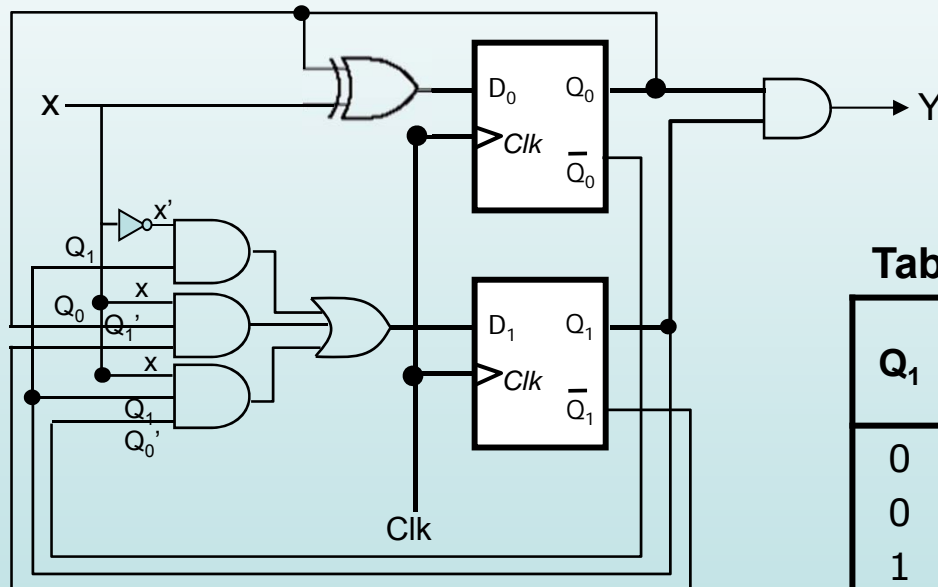 X
D₀ Q₀
Clk
Q̅₀
Y
x’
Q₁
x
Q₀
Q₁’
x
Q₁
Q₀’
D₁ Q₁
Clk
Q̅₁
Clk
Tab
Q₁
0
0
1